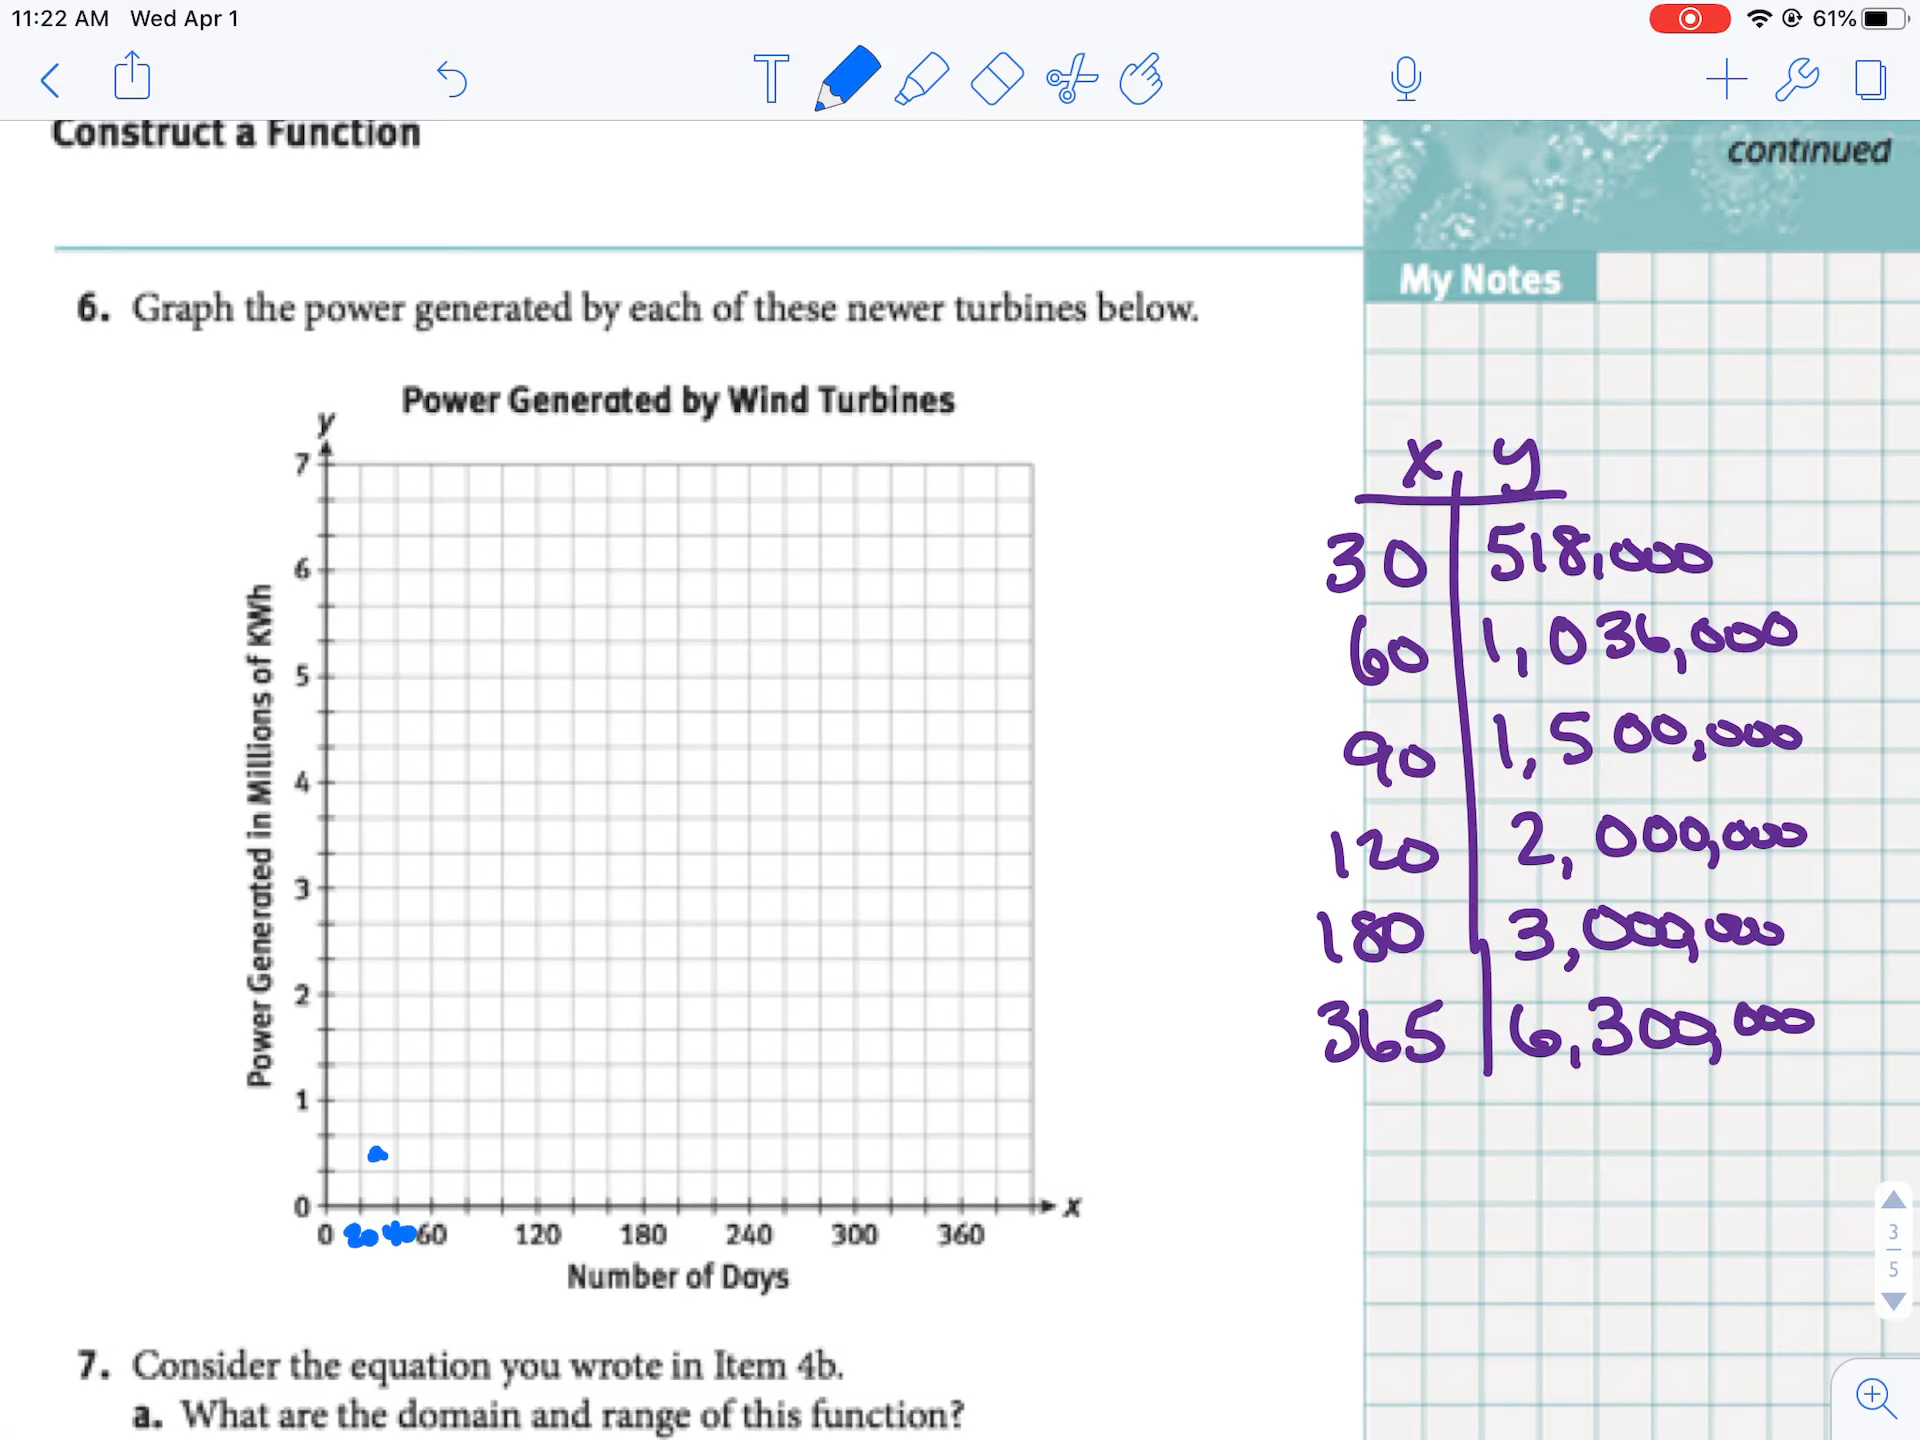 11:22 AM Wed Apr 1
61%
T
Construct a Function
continued
My Notes
6. Graph the power generated by each of these newer turbines below.
Power Generated by Wind Turbines
y
7
6
5
4
3
2
1
0
Power Generated in Millions of KWh
0 20 40 60 120 180 240 300 360
x
Number of Days
x y
30 518,000
60 1,036,000
90 1,500,000
120 2,000,000
180 3,000,000
365 6,300,000
3
5
7. Consider the equation you wrote in Item 4b.
a. What are the domain and range of this function?